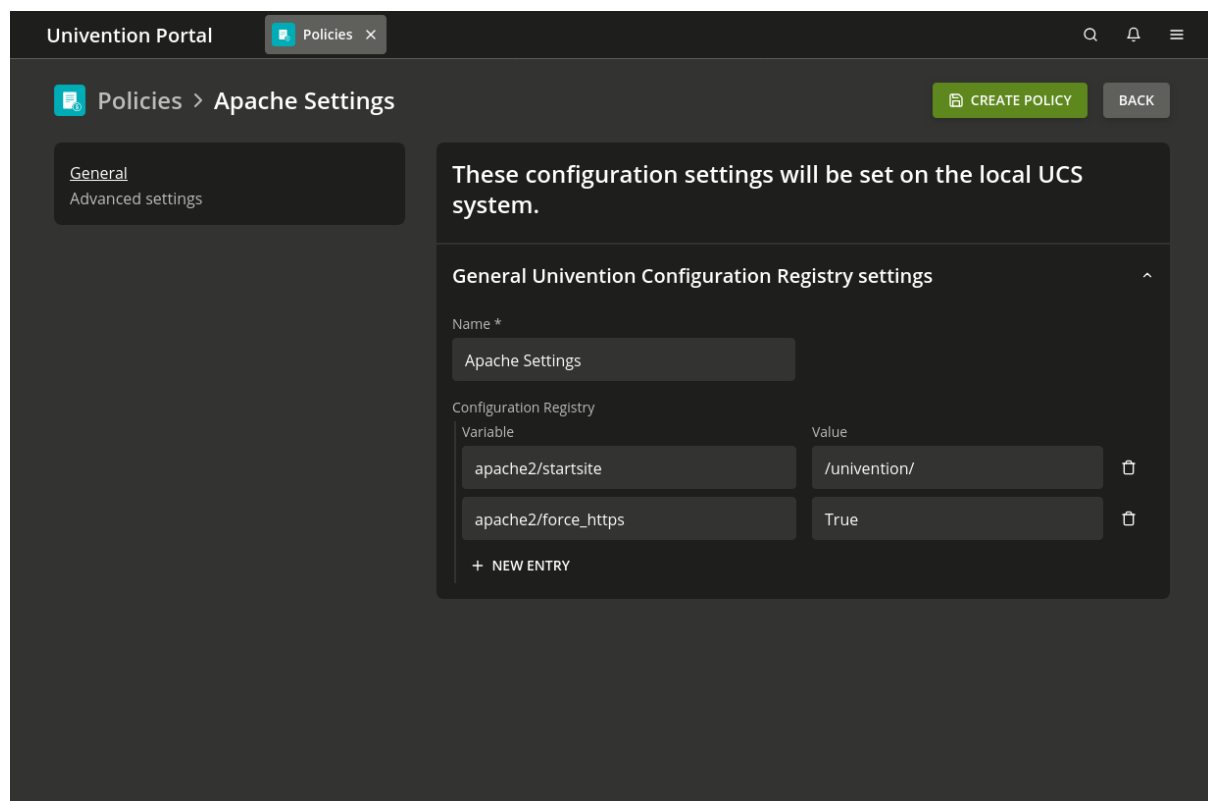 Univention Portal
Policies
Policies > Apache Settings
CREATE POLICY
BACK
General
Advanced settings
These configuration settings will be set on the local UCS
system.
General Univention Configuration Registry settings
Name *
Apache Settings
Configuration Registry
Variable
Value
apache2/startsite
/univention/
apache2/force_https
True
+ NEW ENTRY